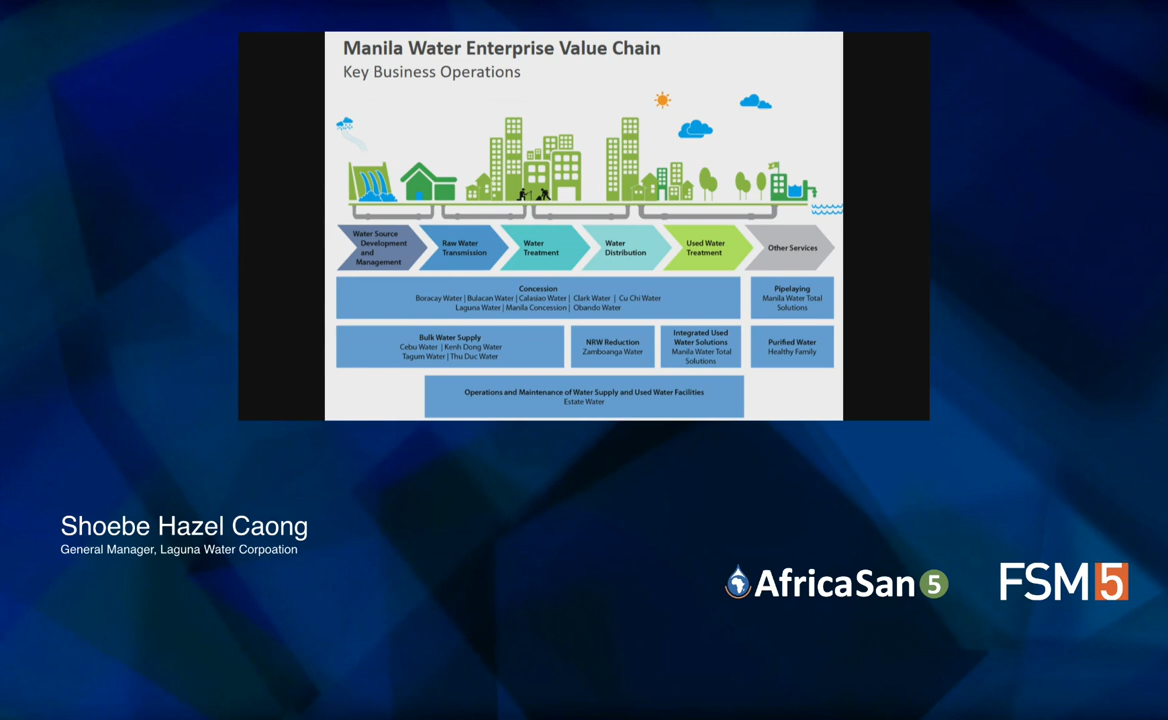 Manila Water Enterprise Value Chain
Key Business Operations
Water Source
Development
and
Management
Raw Water
Transmission
Water
Treatment
Water
Distribution
Used Water
Treatment
Other Services
Concession
Boracay Water | Bulacan Water | Calasiao Water | Clark Water | Cu Chi Water
Laguna Water | Manila Concession | Obando Water
Pipelaying
Manila Water Total
Solutions
Bulk Water Supply
Cebu Water | Kenh Dong Water
Tagum Water | Thu Duc Water
NRW Reduction
Zamboanga Water
Integrated Used
Water Solutions
Manila Water Total
Solutions
Purified Water
Healthy Family
Operations and Maintenance of Water Supply and Used Water Facilities
Estate Water
Shoebe Hazel Caong
General Manager, Laguna Water Corpoation
AfricaSan 5
FSM5